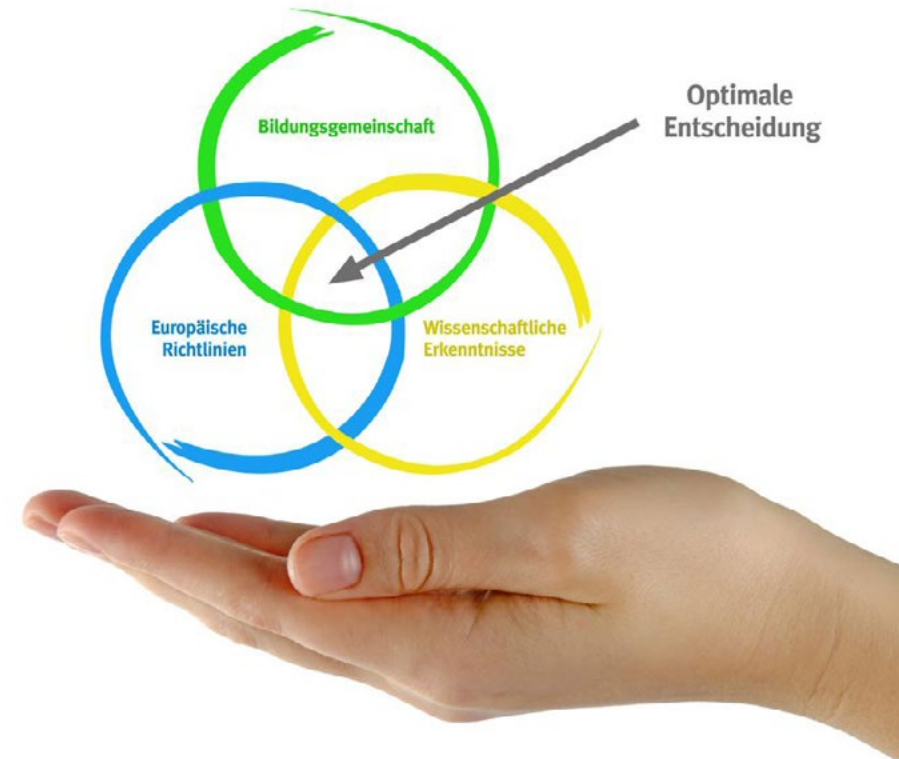 Bildungsgemeinschaft
Optimale
Entscheidung
Europäische
Richtlinien
Wissenschaftliche
Erkenntnisse